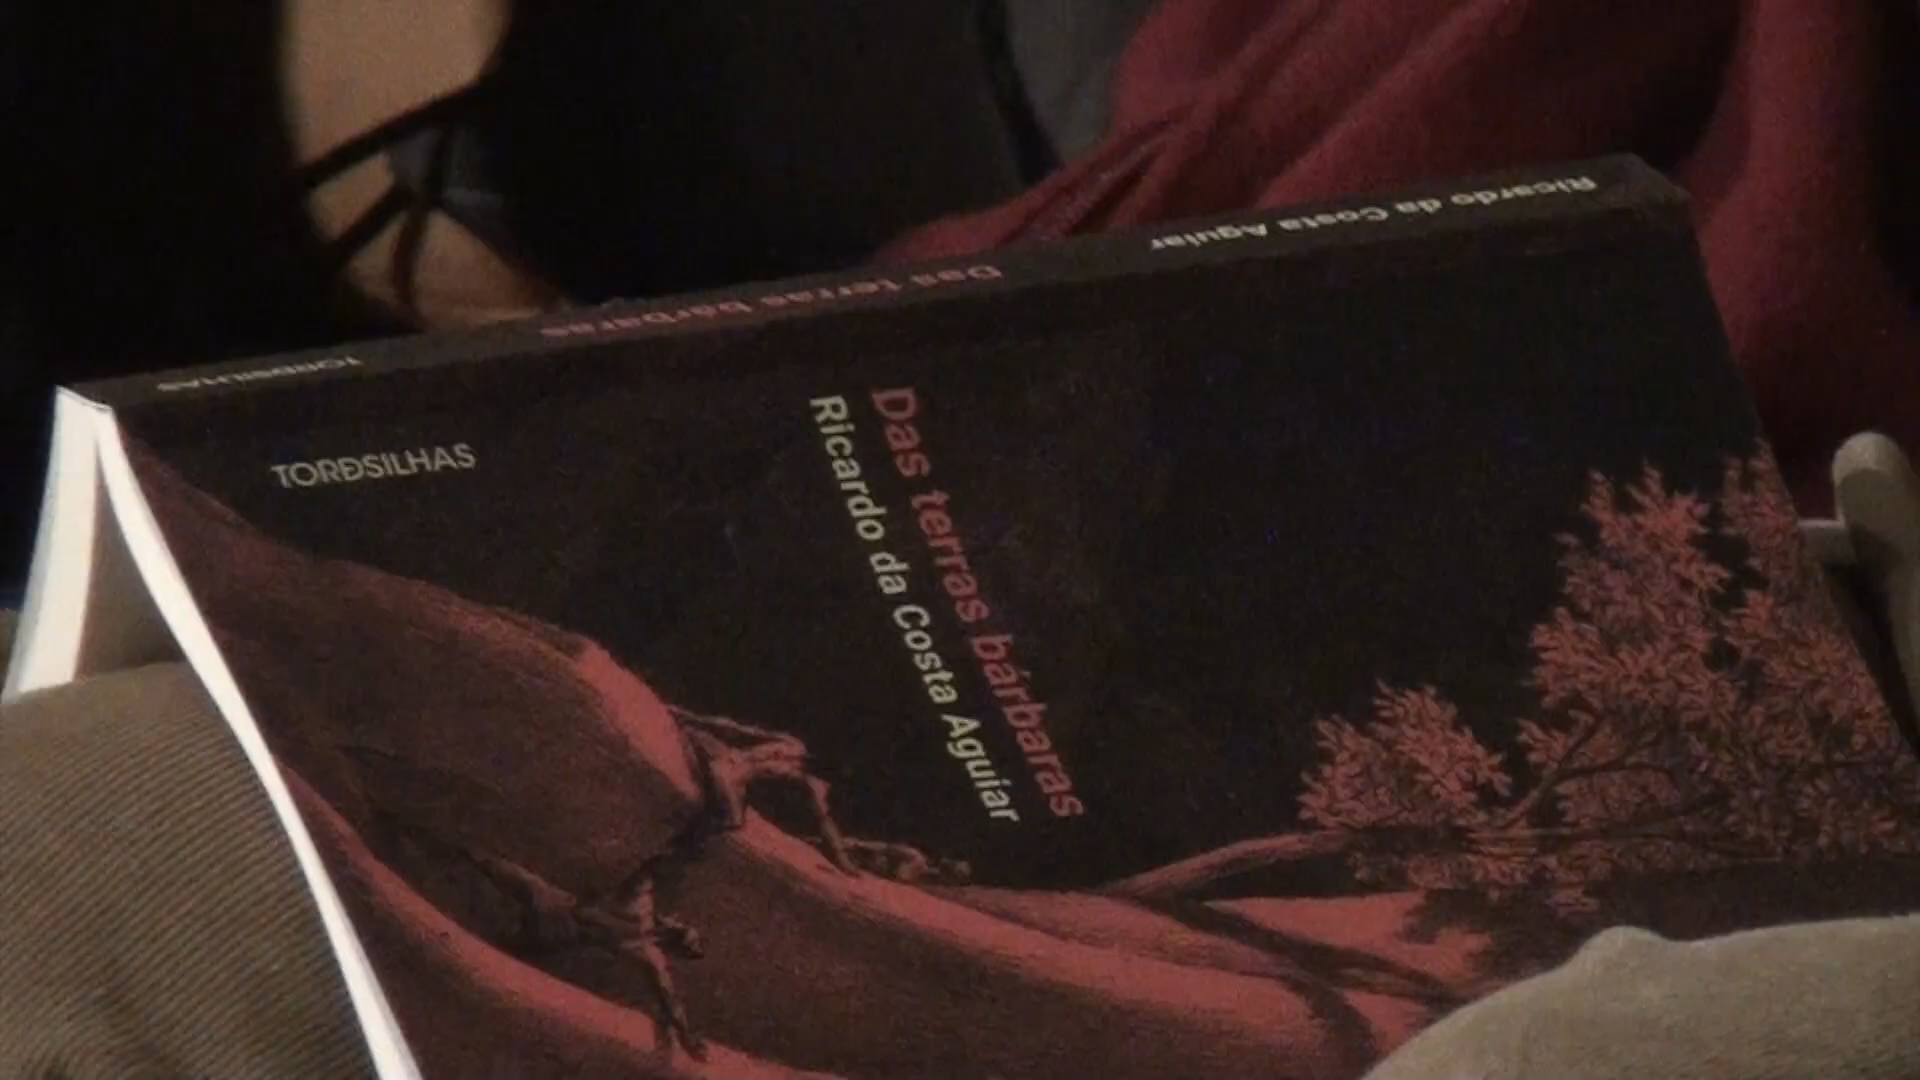 Ricardo da Costa Aguiar
Das terras bárbaras
TORDSILHAS
Das terras bárbaras
Ricardo da Costa Aguiar
TORDSILHAS